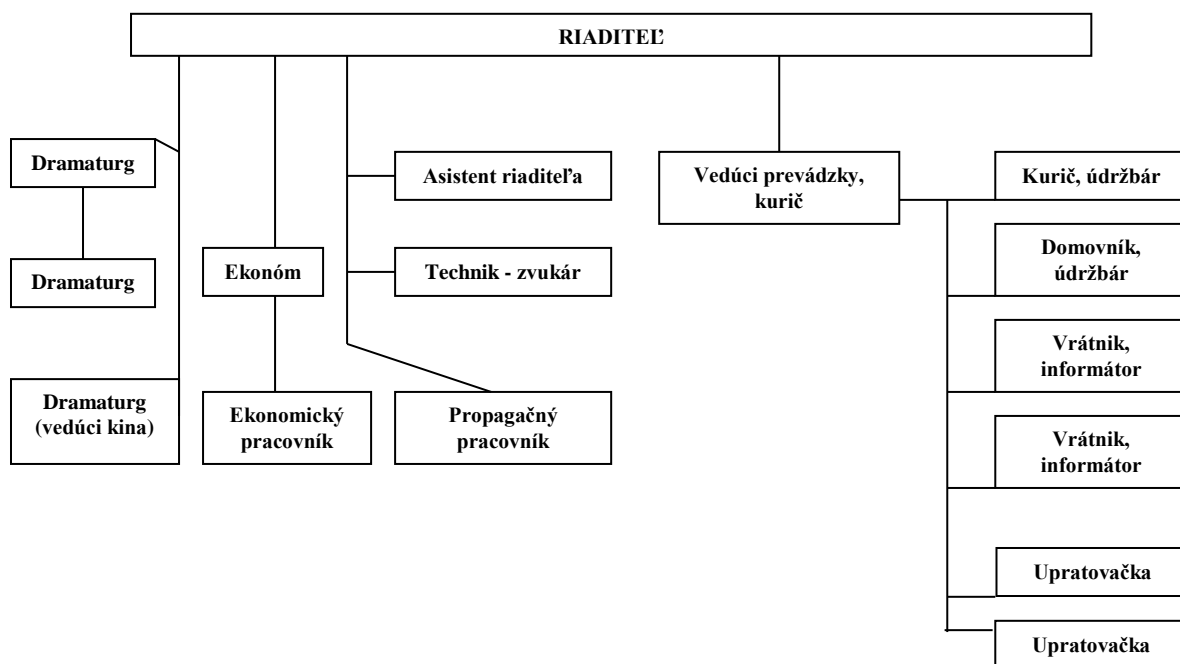 RIADITEĽ
Dramaturg
Dramaturg
Dramaturg
(vedúci kina)
Ekonóm
Ekonomický
pracovník
Asistent riaditeľa
Technik - zvukár
Propagačný
pracovník
Vedúci prevádzky,
kurič
Kurič, údržbár
Domovník,
údržbár
Vrátnik,
informátor
Vrátnik,
informátor
Upratovačka
Upratovačka